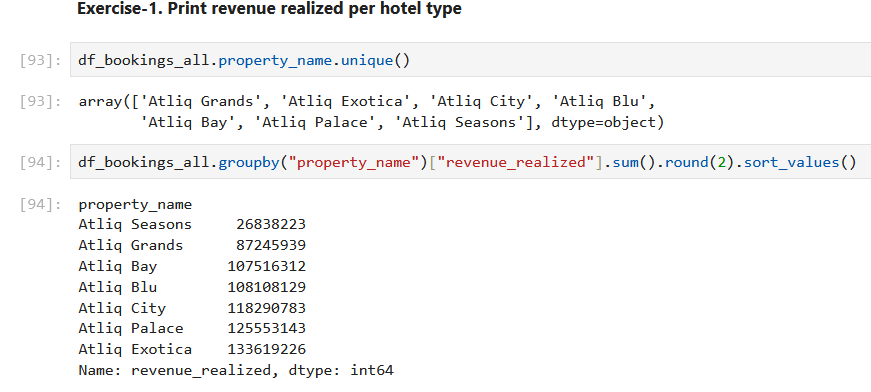 Exercise-1. Print revenue realized per hotel type
[93]: df_bookings_all.property_name.unique()
[93]: array(['Atliq Grands', 'Atliq Exotica', 'Atliq City', 'Atliq Blu',
'Atliq Bay', 'Atliq Palace', 'Atliq Seasons'], dtype=object)
[94]: df_bookings_all.groupby("property_name")["revenue_realized"].sum().round(2).sort_values()
[94]: property_name
Atliq Seasons 26838223
Atliq Grands 87245939
Atliq Bay 107516312
Atliq Blu 108108129
Atliq City 118290783
Atliq Palace 125553143
Atliq Exotica 133619226
Name: revenue_realized, dtype: int64